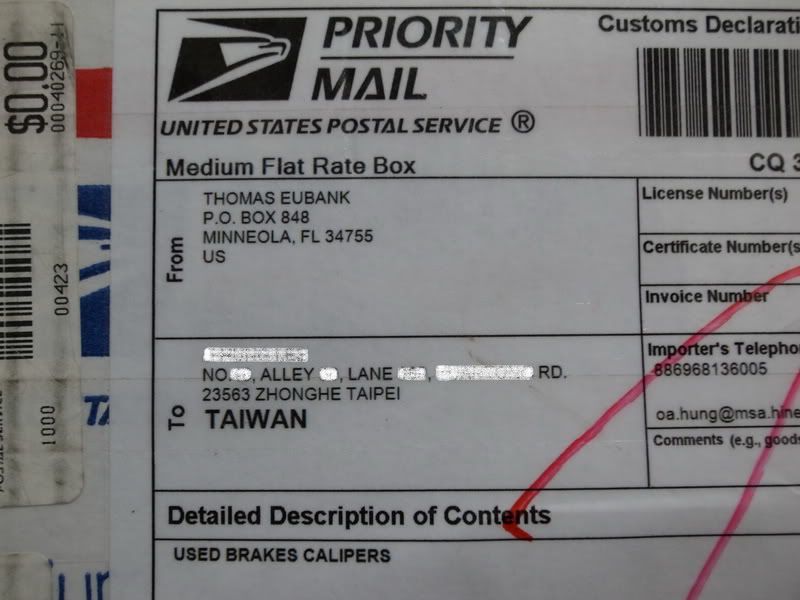 $0.00
00040269-11
00423
1000
PRIORITY
MAIL
UNITED STATES POSTAL SERVICE ®
Customs Declarati
Medium Flat Rate Box
CQ 3
From
THOMAS EUBANK
P.O. BOX 848
MINNEOLA, FL 34755
US
License Number(s)
Certificate Number(s
Invoice Number
To
NO , ALLEY , LANE , RD.
23563 ZHONGHE TAIPEI
TAIWAN
Importer's Telepho
886968136005
oa.hung@msa.hine
Comments (e.g., goods
Detailed Description of Contents
USED BRAKES CALIPERS